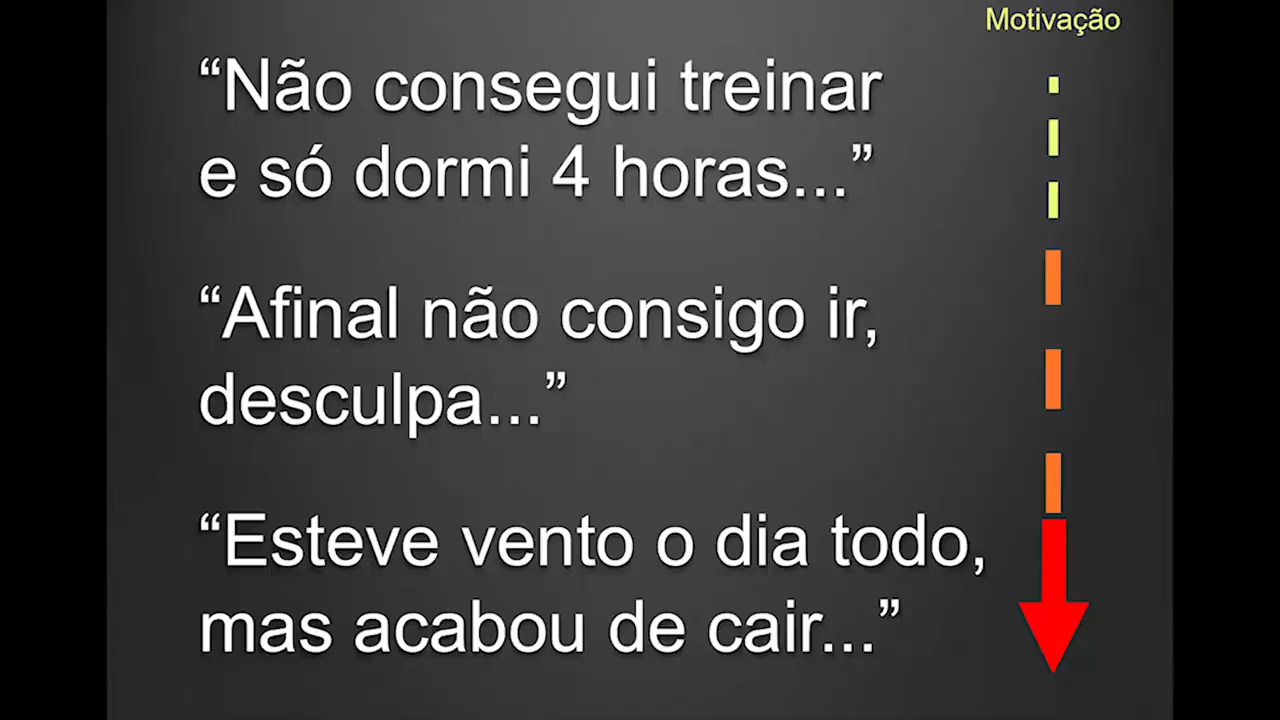 Motivação
“Não consegui treinar
e só dormi 4 horas...”
“Afinal não consigo ir,
desculpa...”
“Esteve vento o dia todo,
mas acabou de cair...”